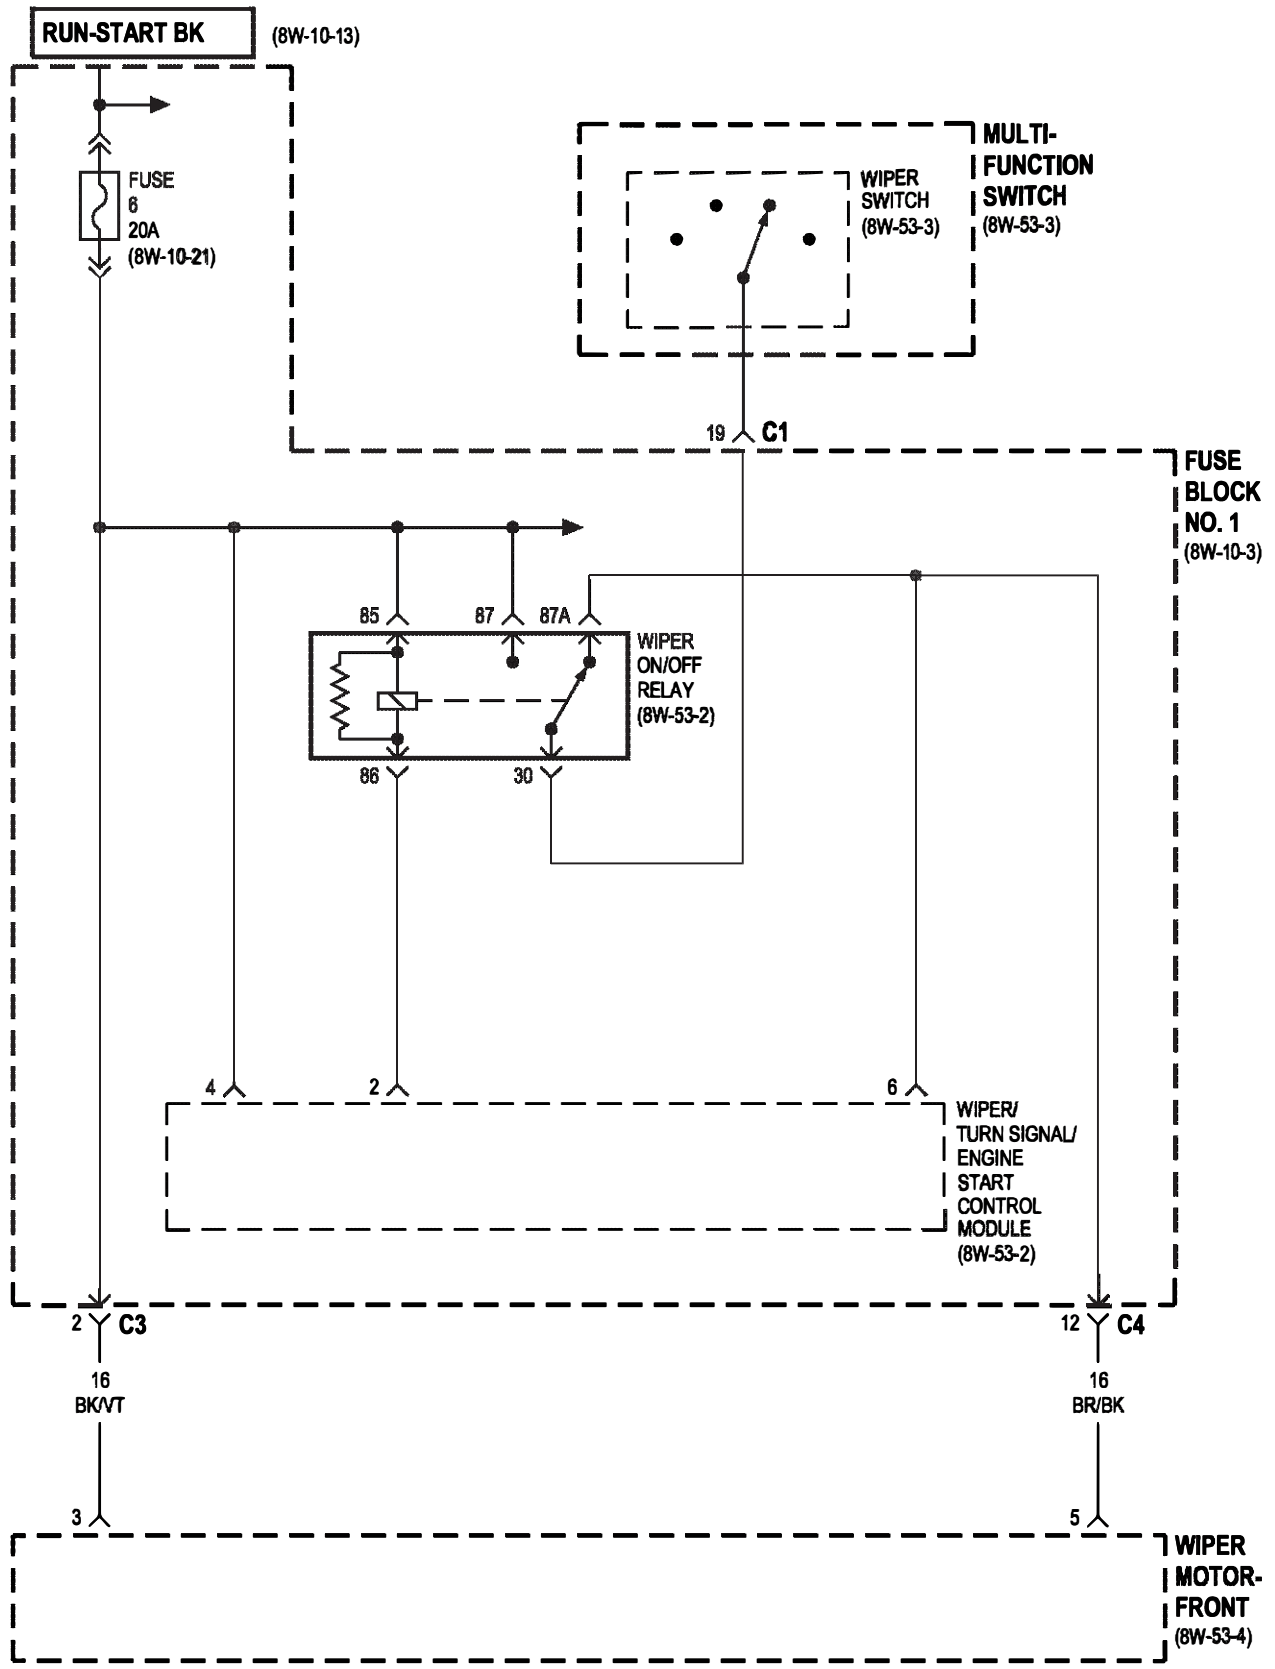 RUN-START BK
(8W-10-13)
FUSE
6
20A
(8W-10-21)
MULTI-
FUNCTION
SWITCH
(8W-53-3)
WIPER
SWITCH
(8W-53-3)
19
C1
FUSE
BLOCK
NO. 1
(8W-10-3)
85
87
87A
WIPER
ON/OFF
RELAY
(8W-53-2)
86
30
4
2
6
WIPER/
TURN SIGNAL/
ENGINE
START
CONTROL
MODULE
(8W-53-2)
2
C3
12
C4
16
BK/VT
16
BR/BK
3
5
WIPER
MOTOR-
FRONT
(8W-53-4)